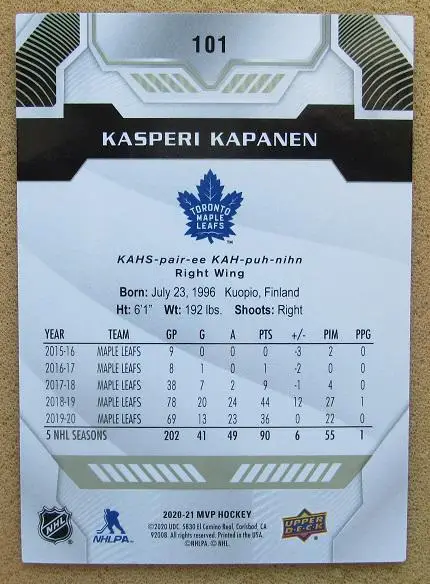 101
KASPERI KAPANEN
TORONTO
MAPLE
LEAFS
TM
KAHS-pair-ee KAH-puh-nihn
Right Wing
Born: July 23, 1996 Kuopio, Finland
Ht: 6'1" Wt: 192 lbs. Shoots: Right
YEAR TEAM GP G A PTS +/- PIM PPG
2015-16 MAPLE LEAFS 9 0 0 0 -3 2 0
2016-17 MAPLE LEAFS 8 1 0 1 -2 0 0
2017-18 MAPLE LEAFS 38 7 2 9 -1 4 0
2018-19 MAPLE LEAFS 78 20 24 44 12 27 1
2019-20 MAPLE LEAFS 69 13 23 36 0 22 0
5 NHL SEASONS 202 41 49 90 6 55 1
2020-21 MVP HOCKEY
©2020 UDC. 5830 El Camino Real, Carlsbad, CA
92008. All rights reserved. Printed in the USA.
©NHLPA. © NHL.
NHL
NHLPA
UPPER
DECK